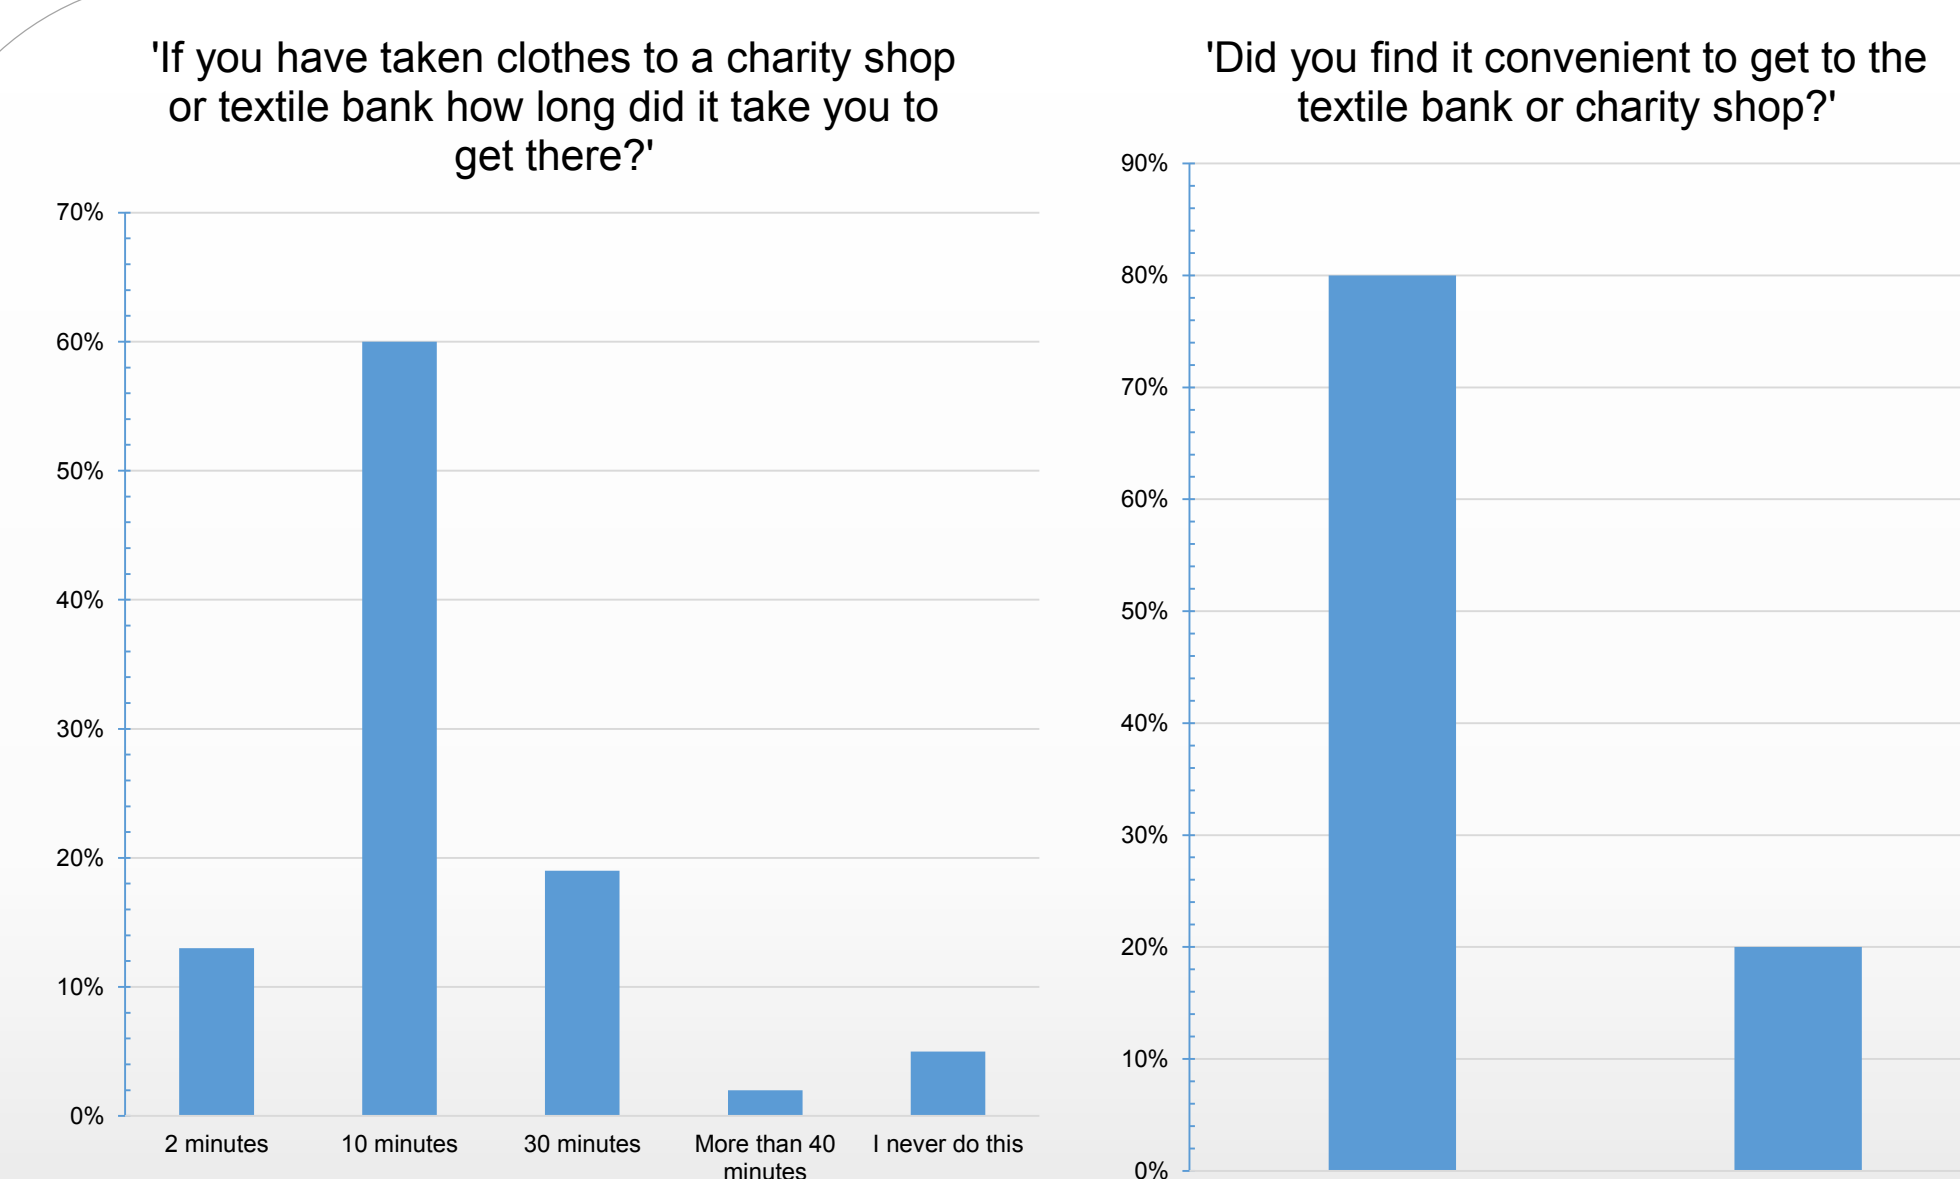 'If you have taken clothes to a charity shop
or textile bank how long did it take you to
get there?'
70%
60%
50%
40%
30%
20%
10%
0%
2 minutes
10 minutes
30 minutes
More than 40
minutes
I never do this
'Did you find it convenient to get to the
textile bank or charity shop?'
90%
80%
70%
60%
50%
40%
30%
20%
10%
0%